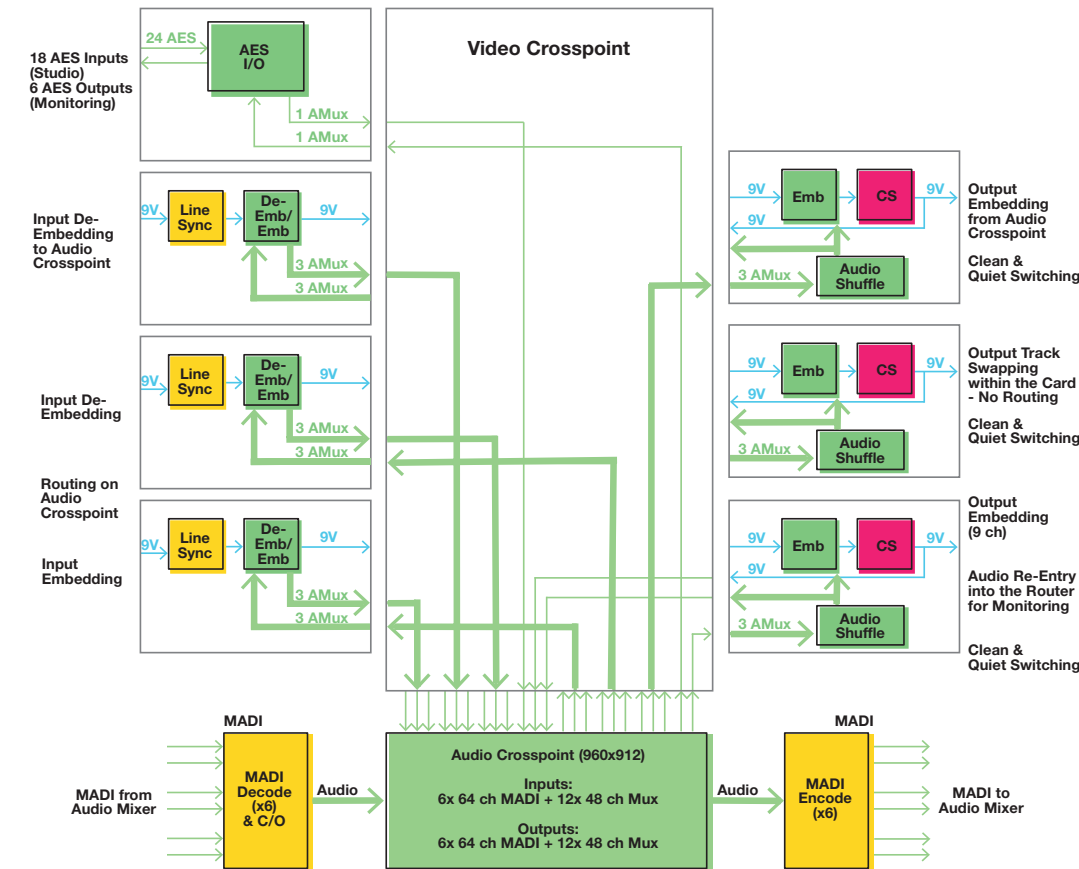 24 AES
AES
I/O
18 AES Inputs
(Studio)
6 AES Outputs
(Monitoring)
1 AMux
1 AMux
Video Crosspoint
Input De-
Embedding
to Audio
Crosspoint
9V
Line
Sync
De-
Emb/
Emb
9V
3 AMux
3 AMux
Input De-
Embedding
9V
Line
Sync
De-
Emb/
Emb
9V
3 AMux
3 AMux
Routing on
Audio
Crosspoint
Input
Embedding
9V
Line
Sync
De-
Emb/
Emb
9V
3 AMux
3 AMux
9V
Emb
CS
9V
9V
3 AMux
Audio
Shuffle
Output
Embedding
from Audio
Crosspoint
Clean &
Quiet Switching
9V
Emb
CS
9V
9V
3 AMux
Audio
Shuffle
Output Track
Swapping
within the Card
- No Routing
Clean &
Quiet Switching
9V
Emb
CS
9V
9V
3 AMux
Audio
Shuffle
Output
Embedding
(9 ch)
Audio Re-Entry
into the Router
for Monitoring
Clean &
Quiet Switching
MADI
MADI from
Audio Mixer
MADI
Decode
(x6)
& C/O
Audio
Audio Crosspoint (960x912)
Inputs:
6x 64 ch MADI + 12x 48 ch Mux
Outputs:
6x 64 ch MADI + 12x 48 ch Mux
Audio
MADI
MADI
Encode
(x6)
MADI to
Audio Mixer